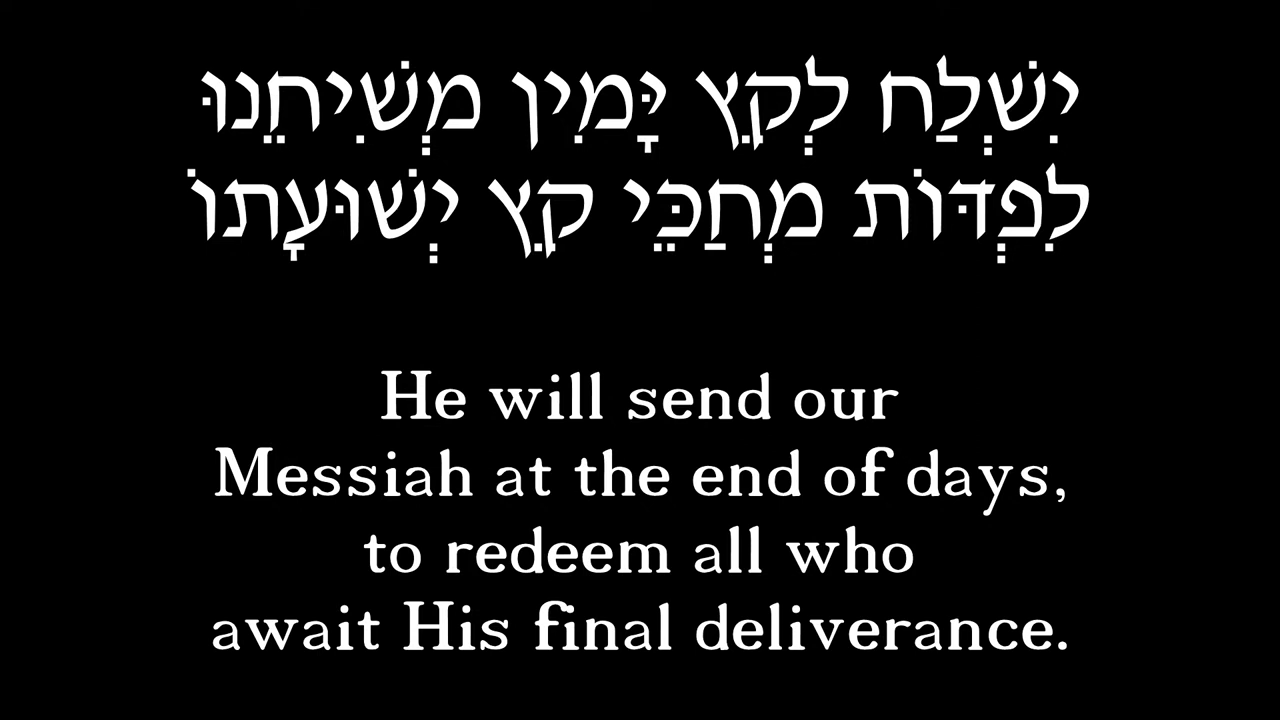 יִשְׁלַח לְקֵץ יָּמִין מְשִׁיחֵנוּ
לִפְדּוֹת מְחַכֵּי קֵץ יְשׁוּעָתוֹ
He will send our
Messiah at the end of days,
to redeem all who
await His final deliverance.